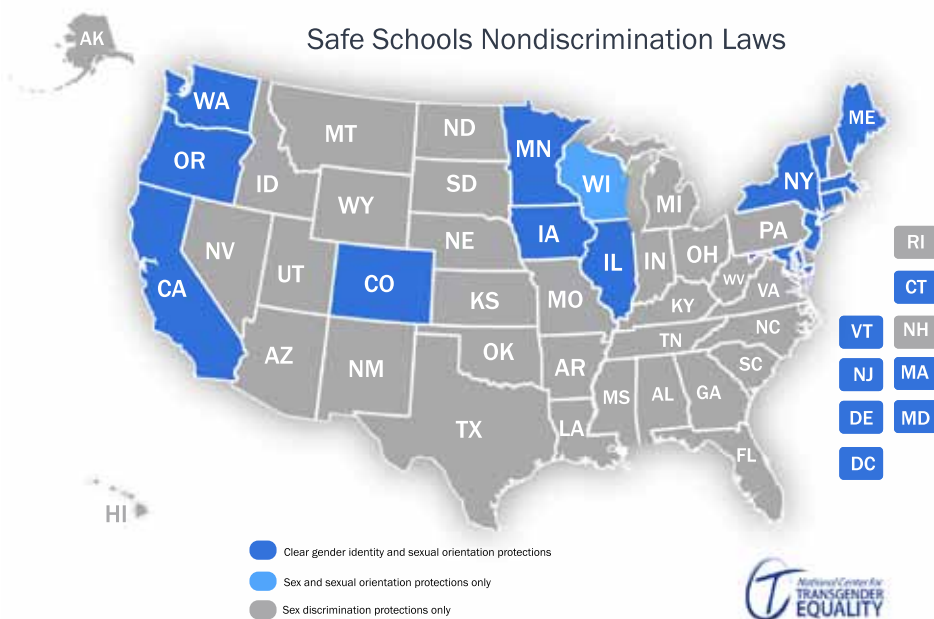 Safe Schools Nondiscrimination Laws
AK
WA
MT
ND
MN
ME
OR
ID
SD
WI
NY
WY
MI
NV
NE
IA
PA
UT
CO
IL
IN
OH
WV
VA
RI
CA
KS
MO
KY
CT
AZ
NM
OK
AR
TN
NC
SC
VT
NH
MS
AL
GA
NJ
MA
TX
LA
FL
DE
MD
DC
HI
Clear gender identity and sexual orientation protections
Sex and sexual orientation protections only
Sex discrimination protections only
National Center for
TRANSGENDER
EQUALITY